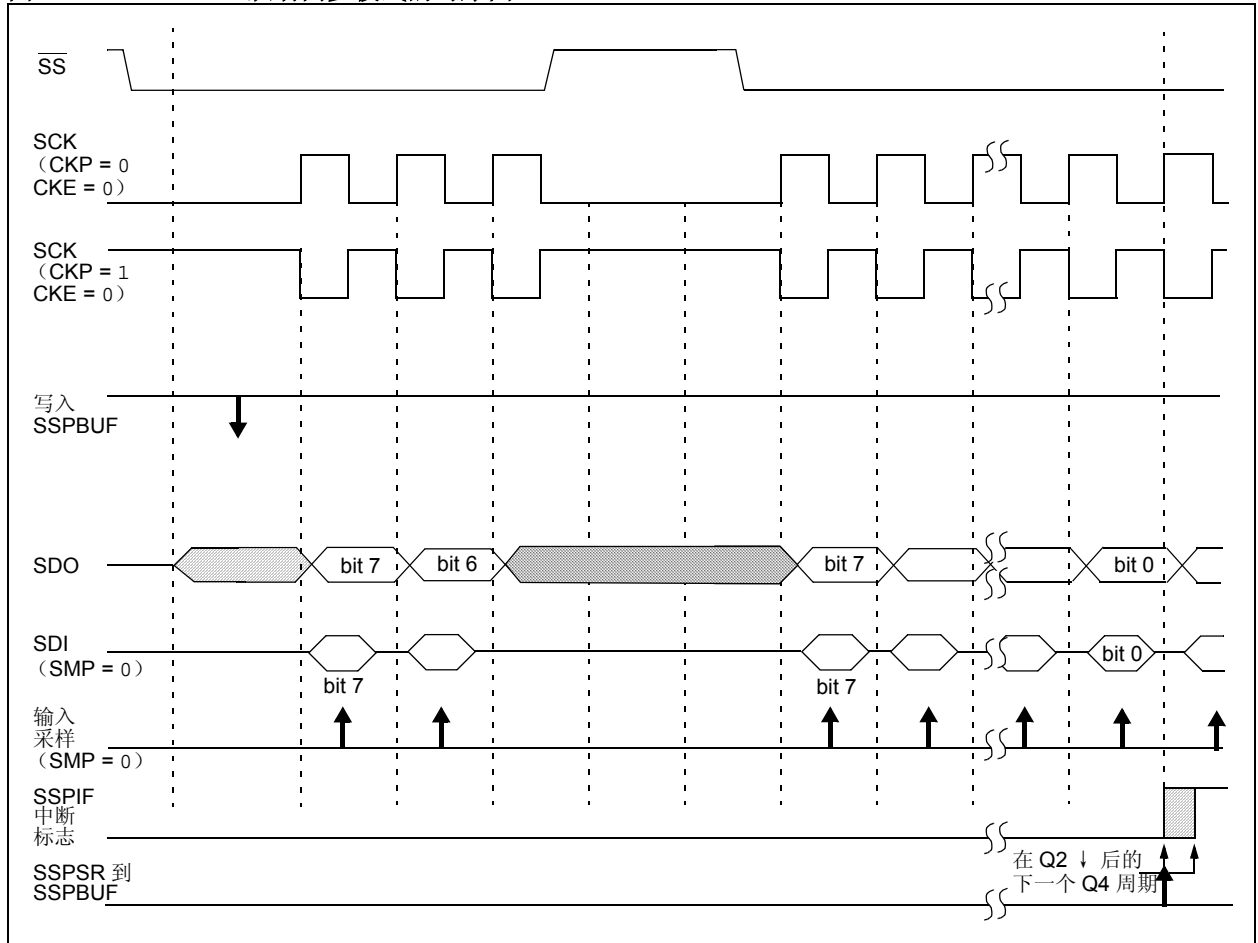 SS
SCK
（CKP = 0
CKE = 0）
SCK
（CKP = 1
CKE = 0）
写入
SSPBUF
SDO
bit 7
bit 6
bit 7
bit 0
SDI
（SMP = 0）
bit 7
bit 7
bit 0
输入
采样
（SMP = 0）
SSPIF
中断
标志
在 Q2 ↓ 后的
下一个 Q4 周期
SSPSR 到
SSPBUF